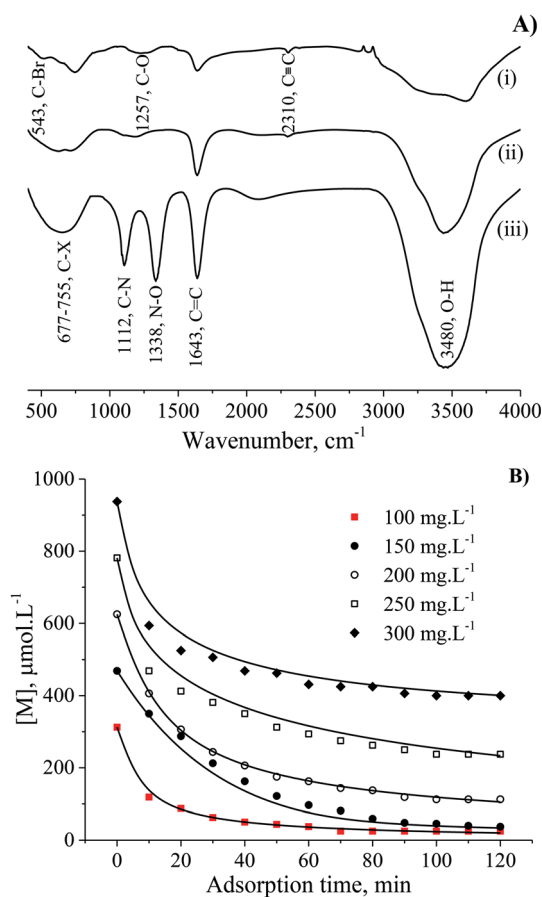 A)
543, C-Br
1257, C-O
2310, C≡C
(i)
(ii)
(iii)
677-755, C-X
1112, C-N
1338, N-O
1643, C=C
3480, O-H
500 1000 1500 2000 2500 3000 3500 4000
Wavenumber, cm⁻¹
B)
1000
800
600
400
200
0
[M], μmol.L⁻¹
100 mg.L⁻¹
150 mg.L⁻¹
200 mg.L⁻¹
250 mg.L⁻¹
300 mg.L⁻¹
0 20 40 60 80 100 120
Adsorption time, min